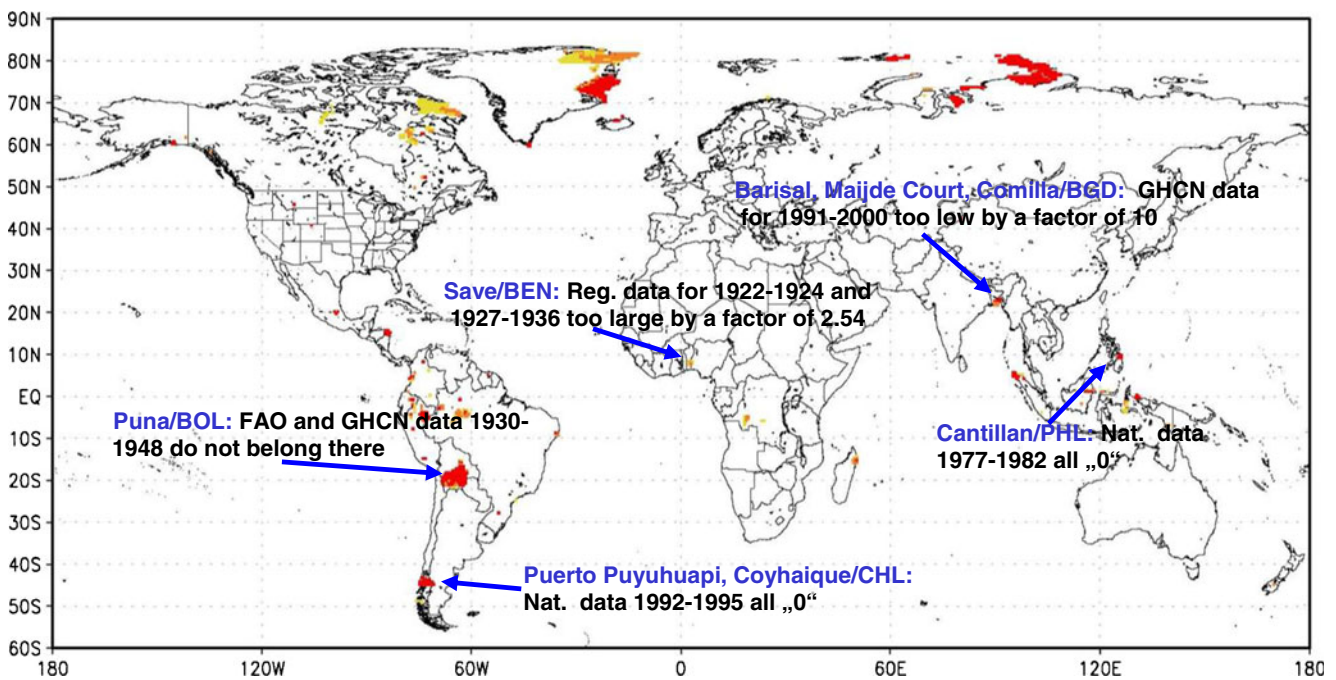 90N
80N
70N
60N
50N
40N
30N
20N
10N
EQ
10S
20S
30S
40S
50S
60S
Barisal, Maijde Court, Comilla/BGD: GHCN data
for 1991-2000 too low by a factor of 10
Save/BEN: Reg. data for 1922-1924 and
1927-1936 too large by a factor of 2.54
Puna/BOL: FAO and GHCN data 1930-
1948 do not belong there
Cantillan/PHL: Nat. data
1977-1982 all „0“
Puerto Puyuhuapi, Coyhaique/CHL:
Nat. data 1992-1995 all „0“
180 120W 60W 0 60E 120E 180